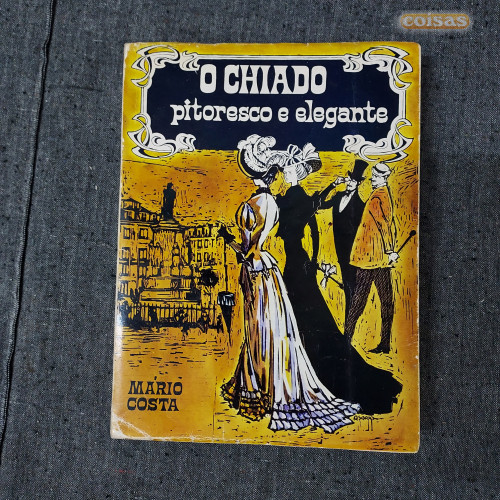 coisas
O CHIADO
pitoresco e elegante
MARIO
COSTA